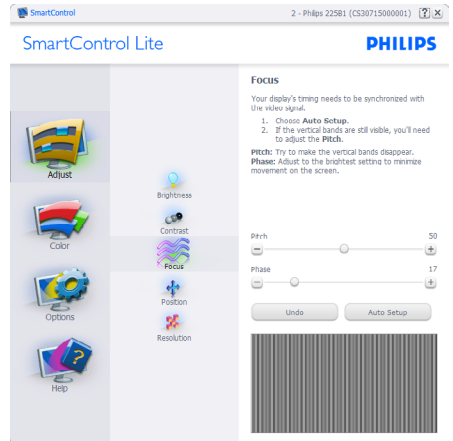 SmartControl
2 - Philips 225B1 (CS30715000001)
?
SmartControl Lite
PHILIPS
Adjust
Color
Options
Help
Brightness
Contrast
Focus
Position
Resolution
Focus
Your display's timing needs to be synchronized with
the video signal.
1. Choose Auto Setup.
2. If the vertical bands are still visible, you'll need
to adjust the Pitch.
Pitch: Try to make the vertical bands disappear.
Phase: Adjust to the brightest setting to minimize
movement on the screen.
Pitch 50
Phase 17
Undo Auto Setup